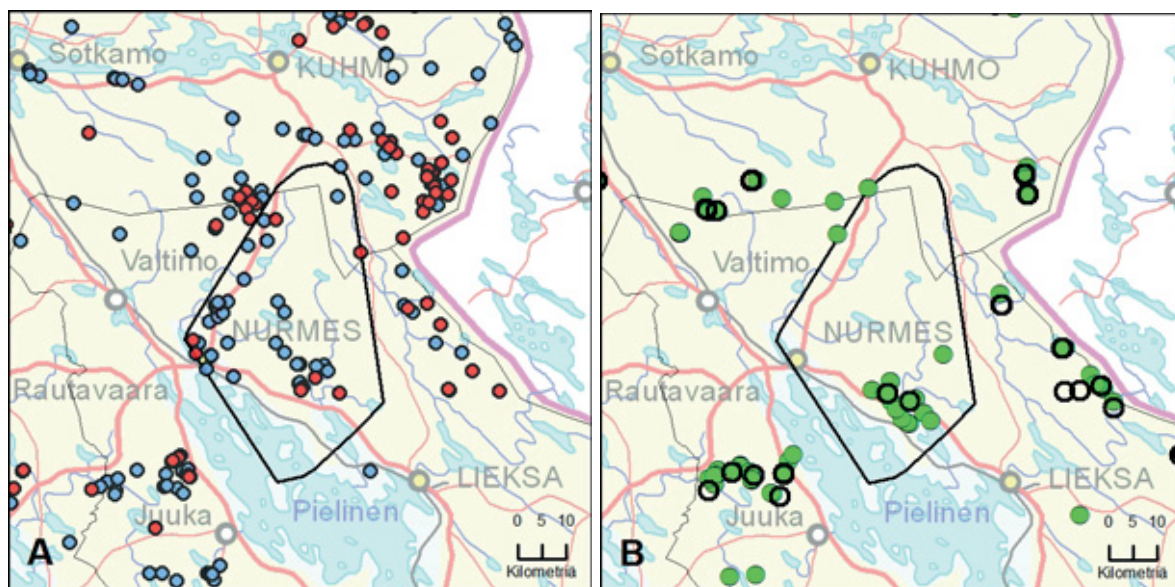 Sotkamo
KUHMO
Valtimo
NURMES
Rautavaara
LIEKSA
Juuka
Pielinen
A
0 5 10
Kilometriä
Sotkamo
KUHMO
Valtimo
NURMES
Rautavaara
LIEKSA
Juuka
Pielinen
B
0 5 10
Kilometriä